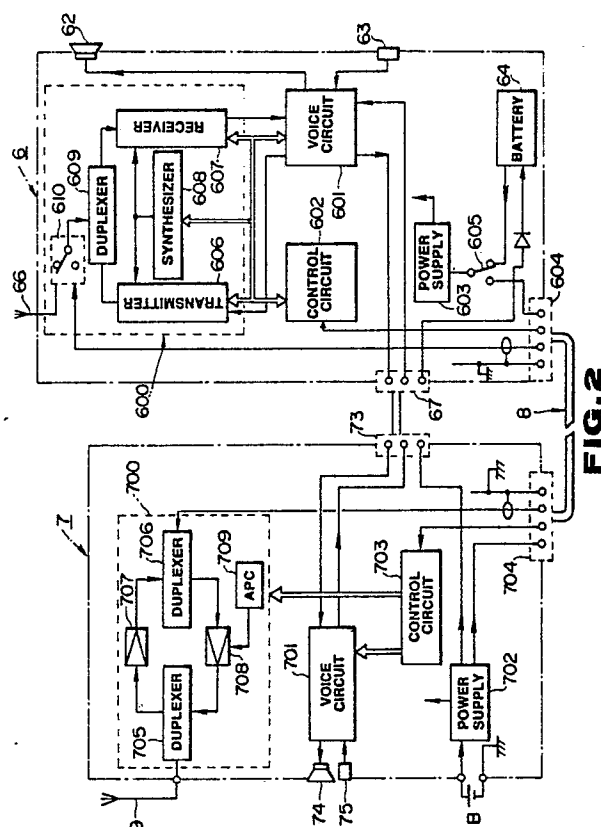 7
9
700
705
DUPLEXER
707
706
DUPLEXER
708
709
APC
74
75
701
VOICE CIRCUIT
703
CONTROL CIRCUIT
B
POWER SUPPLY
702
704
73
67
8
6
66
610
609
DUPLEXER
600
TRANSMITTER
606
SYNTHESIZER
608
RECEIVER
607
62
63
VOICE CIRCUIT
601
602
CONTROL CIRCUIT
POWER SUPPLY
603
605
64
BATTERY
604
FIG.2